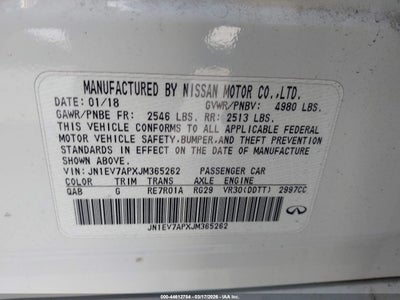 MANUFACTURED BY NISSAN MOTOR CO.,LTD.
DATE: 01/18 GVWR/PNBV: 4980 LBS.
GAWR/PNBE FR: 2546 LBS. RR: 2513 LBS.
THIS VEHICLE CONFORMS TO ALL APPLICABLE FEDERAL
MOTOR VEHICLE SAFETY,BUMPER,AND THEFT PREVENTION
STANDARDS IN EFFECT ON THE DATE OF MANUFACTURE
SHOWN ABOVE.
VIN: JN1EV7APXJM365262 PASSENGER CAR
COLOR TRIM TRANS AXLE ENGINE
QAB G RE7R01A RG29 VR30(DDTT) 2997CC
JN1EV7APXJM365262
INFINITI
000-44612754 - 03/17/2026 - IAA, Inc.